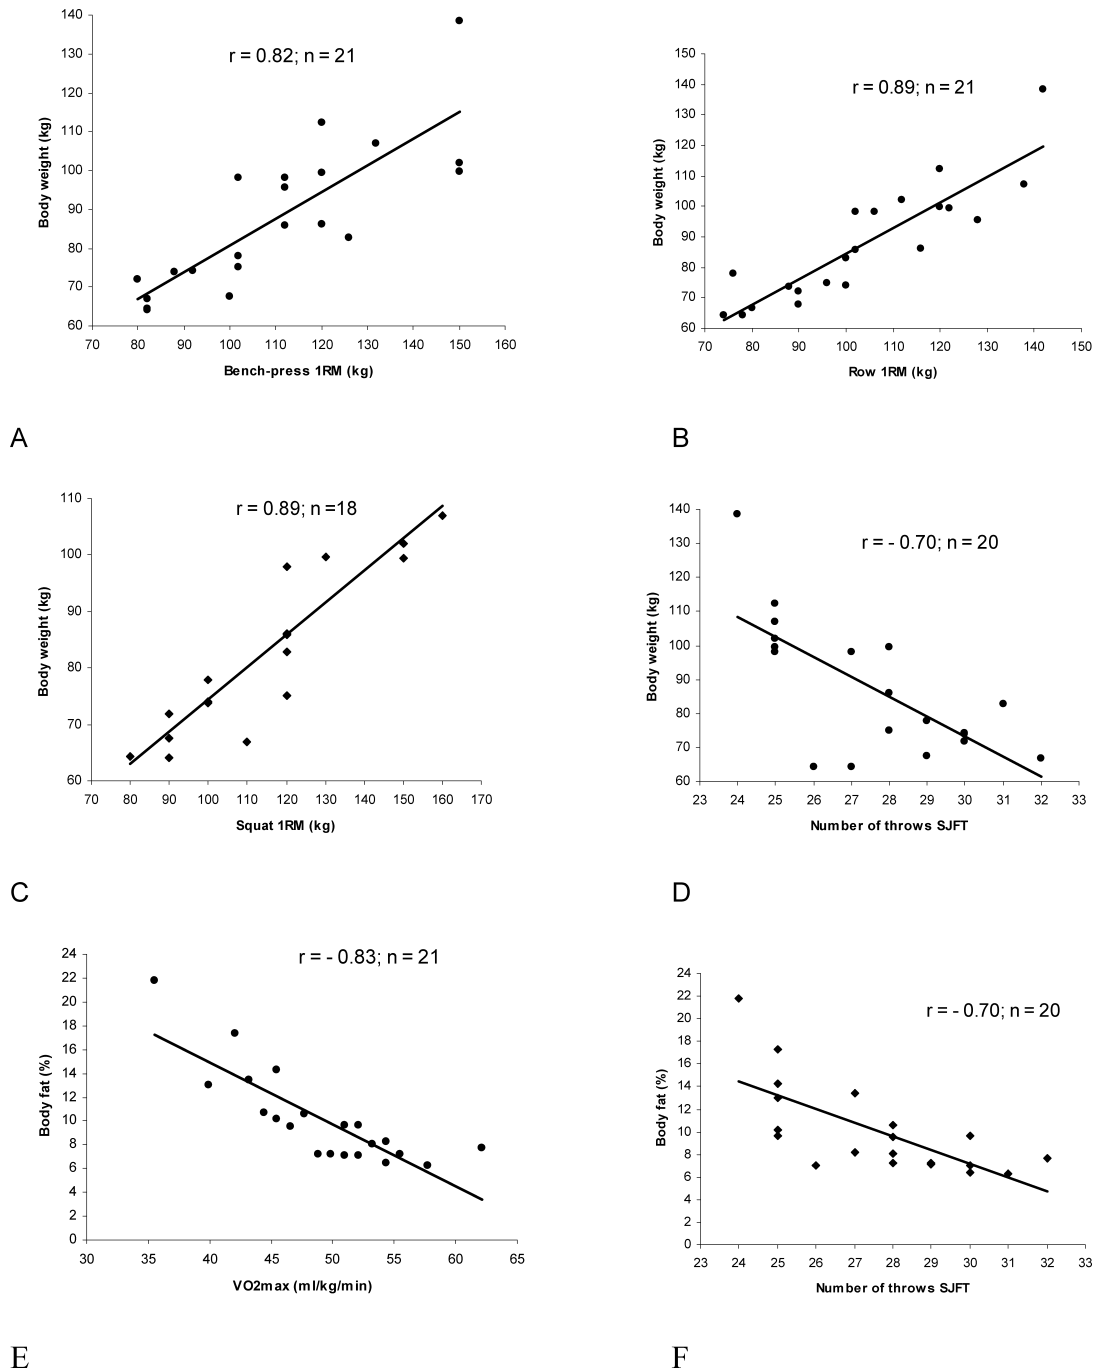 140
130
120
110
100
90
80
70
60
70 80 90 100 110 120 130 140 150 160
Body weight (kg)
r = 0.82; n = 21
Bench-press 1RM (kg)
A
150
140
130
120
110
100
90
80
70
60
70 80 90 100 110 120 130 140 150
Body weight (kg)
r = 0.89; n = 21
Row 1RM (kg)
B
110
100
90
80
70
60
70 80 90 100 110 120 130 140 150 160 170
Body weight (kg)
r = 0.89; n =18
Squat 1RM (kg)
C
140
130
120
110
100
90
80
70
60
23 24 25 26 27 28 29 30 31 32 33
Body weight (kg)
r = - 0.70; n = 20
Number of throws SJFT
D
24
22
20
18
16
14
12
10
8
6
4
2
0
30 35 40 45 50 55 60 65
Body fat (%)
r = - 0.83; n = 21
VO2max (ml/kg/min)
E
24
22
20
18
16
14
12
10
8
6
4
2
0
23 24 25 26 27 28 29 30 31 32 33
Body fat (%)
r = - 0.70; n = 20
Number of throws SJFT
F